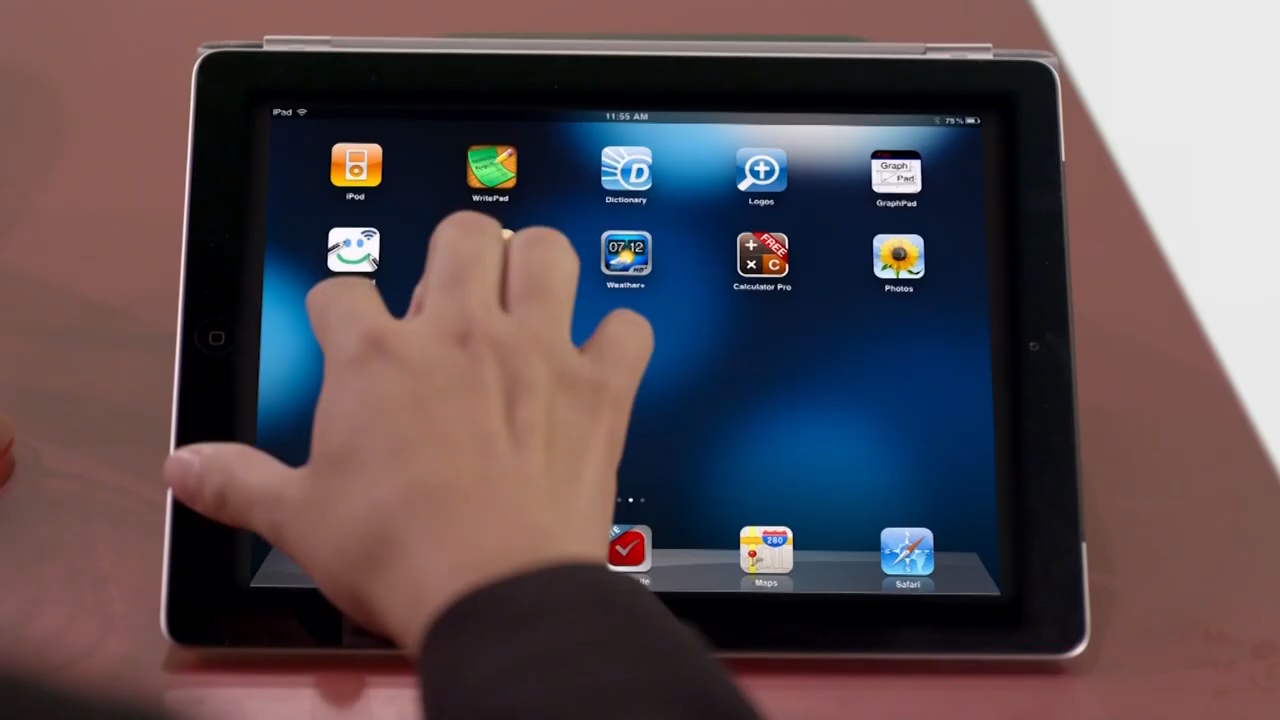 iPad 11:55 AM 75%
iPod WritePad Dictionary Logos GraphPad
Graph
Pad
D
07 12
HD+
FREE
+
× C
Weather+ Calculator Pro Photos
280
Maps Safari